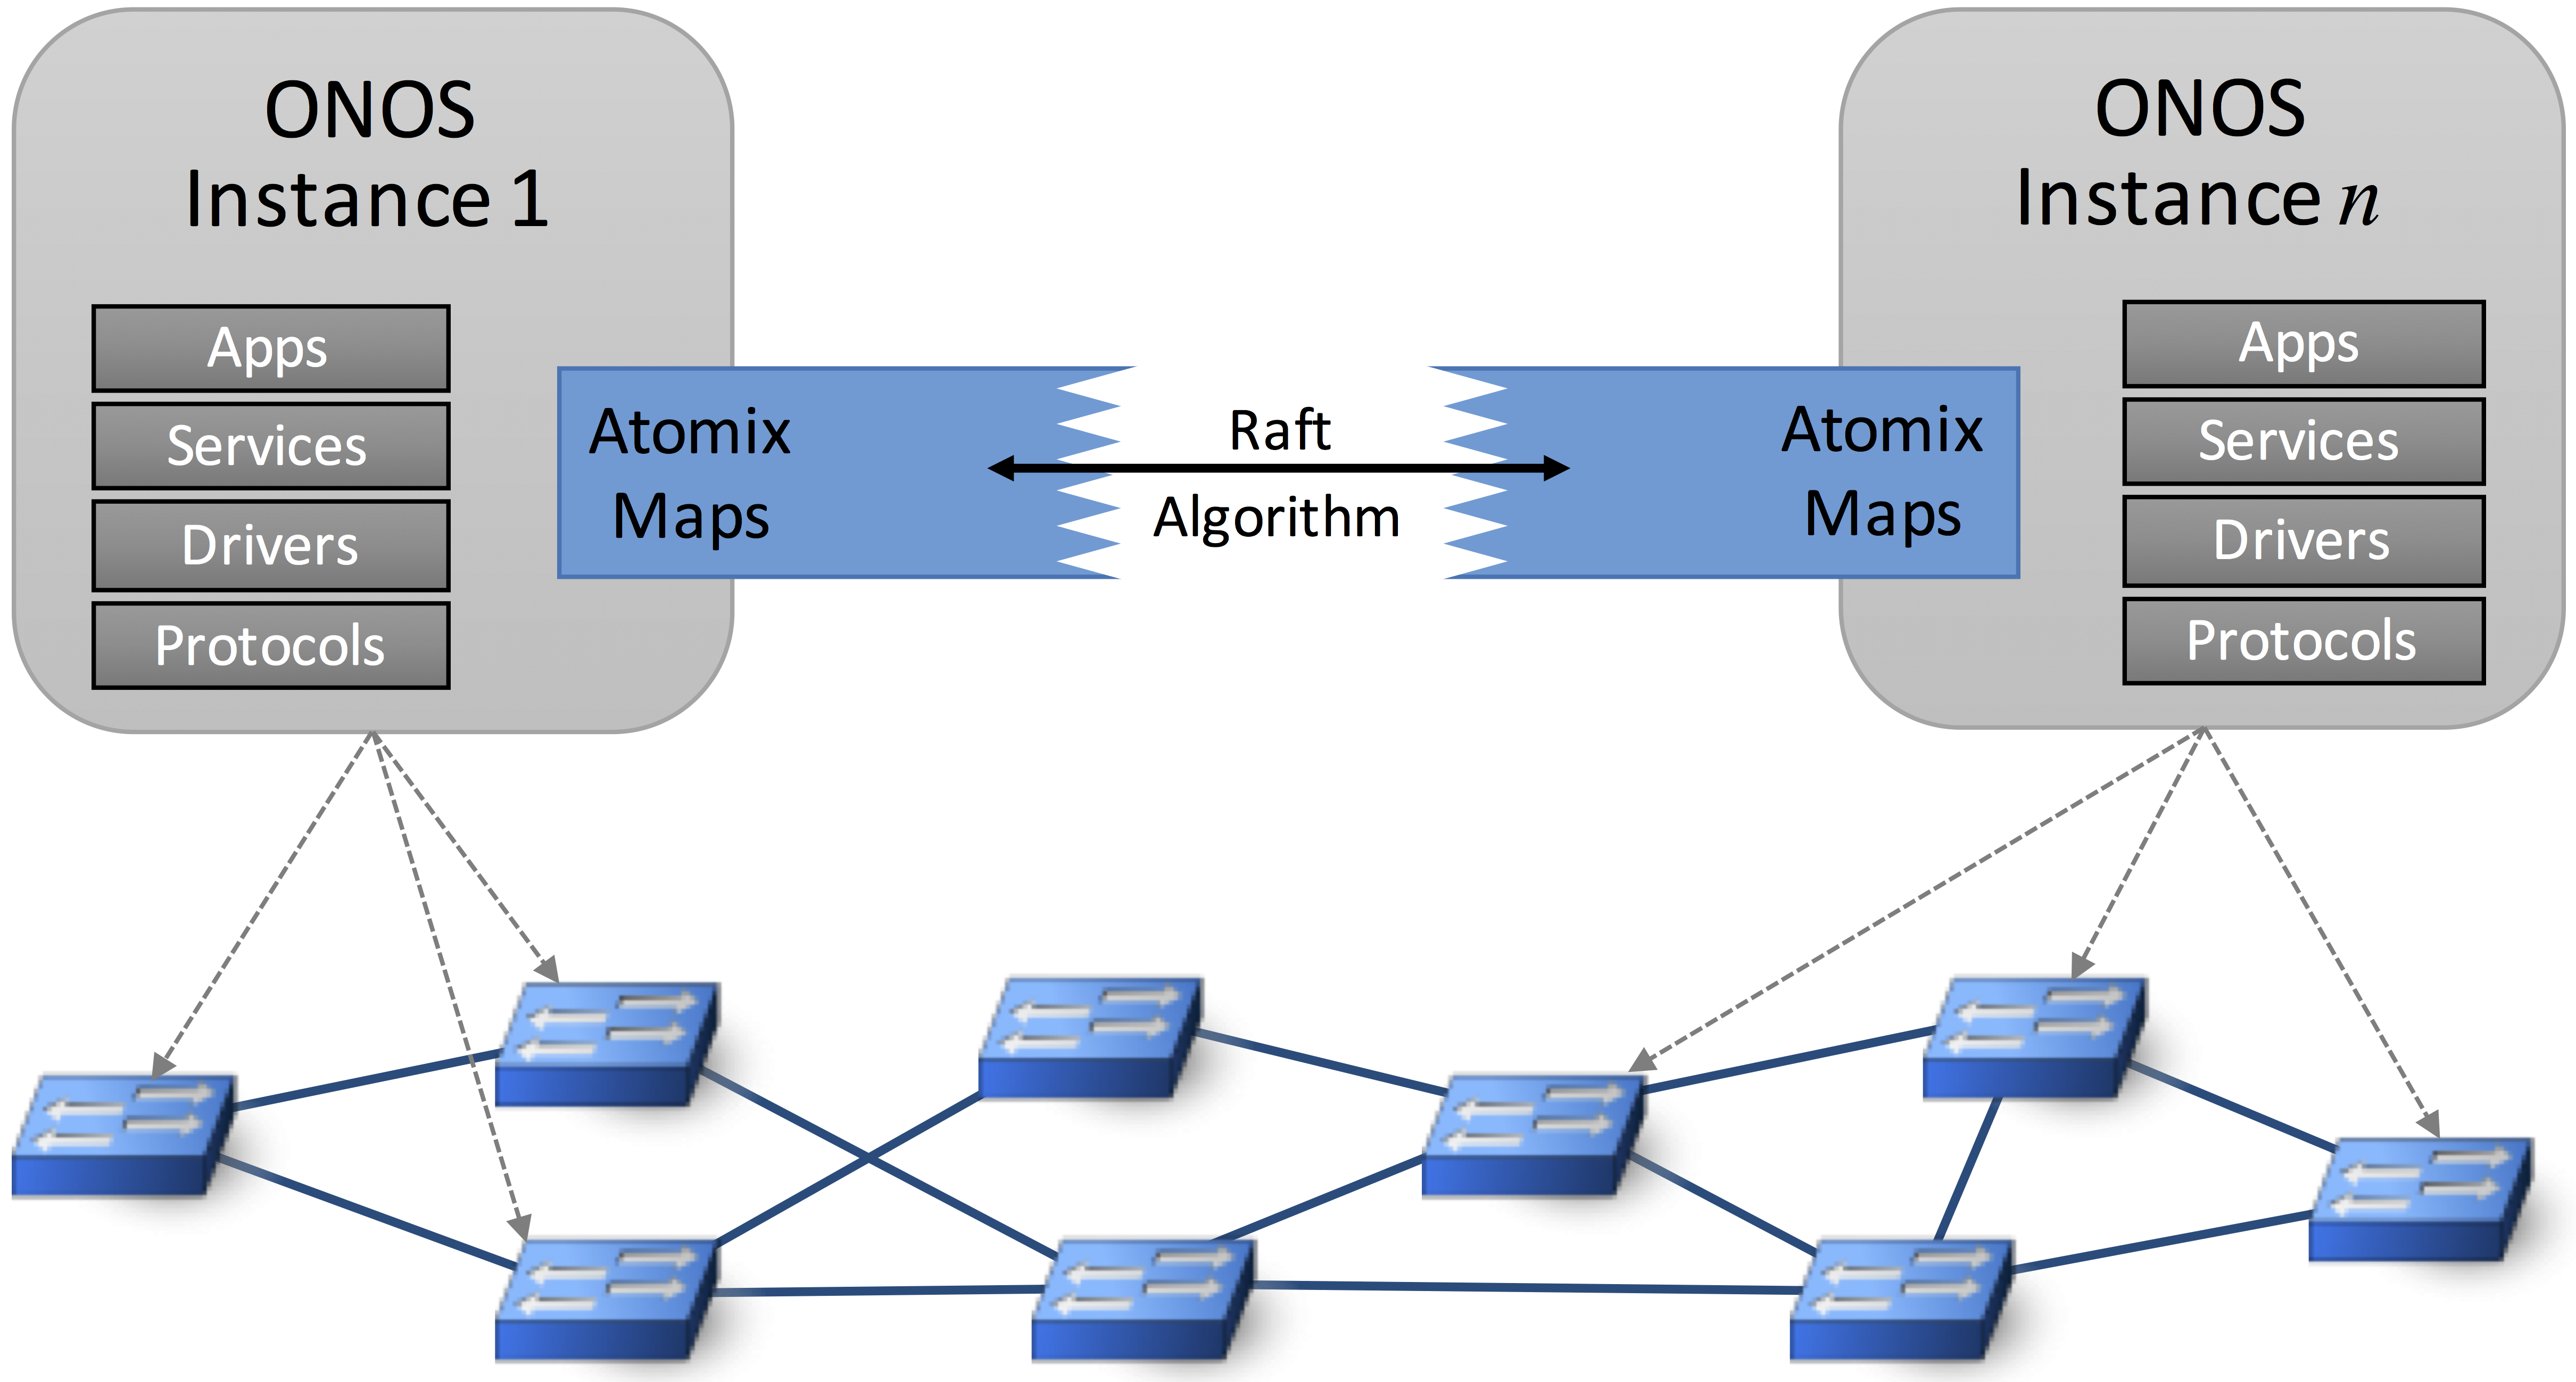 ONOS
Instance 1
Apps
Services
Drivers
Protocols
Atomix
Maps
Raft
Algorithm
Atomix
Maps
ONOS
Instance n
Apps
Services
Drivers
Protocols